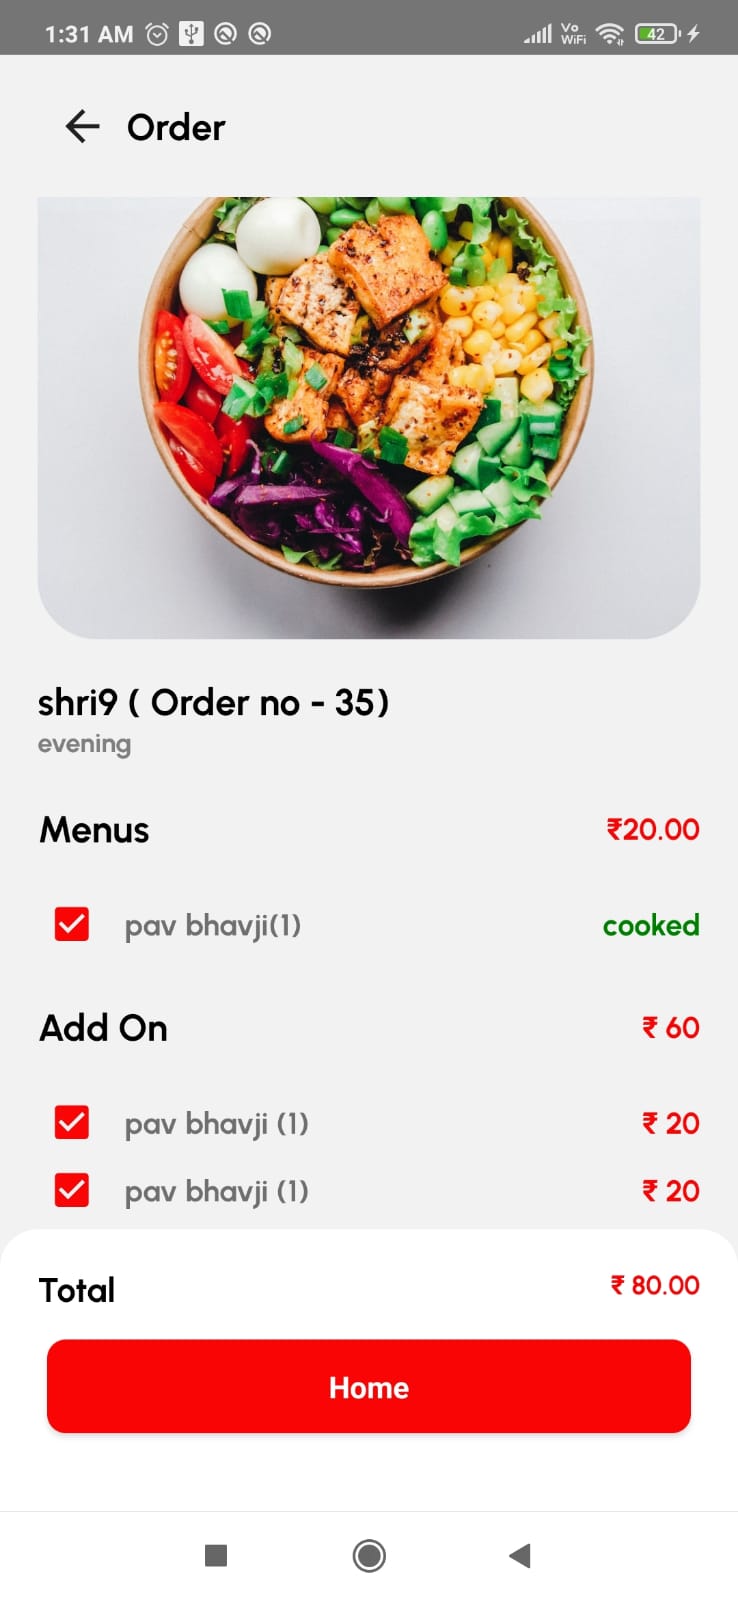 1:31 AM Vo WiFi 42
Order
shri9 ( Order no - 35)
evening
Menus ₹20.00
pav bhavji(1) cooked
Add On ₹ 60
pav bhavji (1) ₹ 20
pav bhavji (1) ₹ 20
Total ₹ 80.00
Home